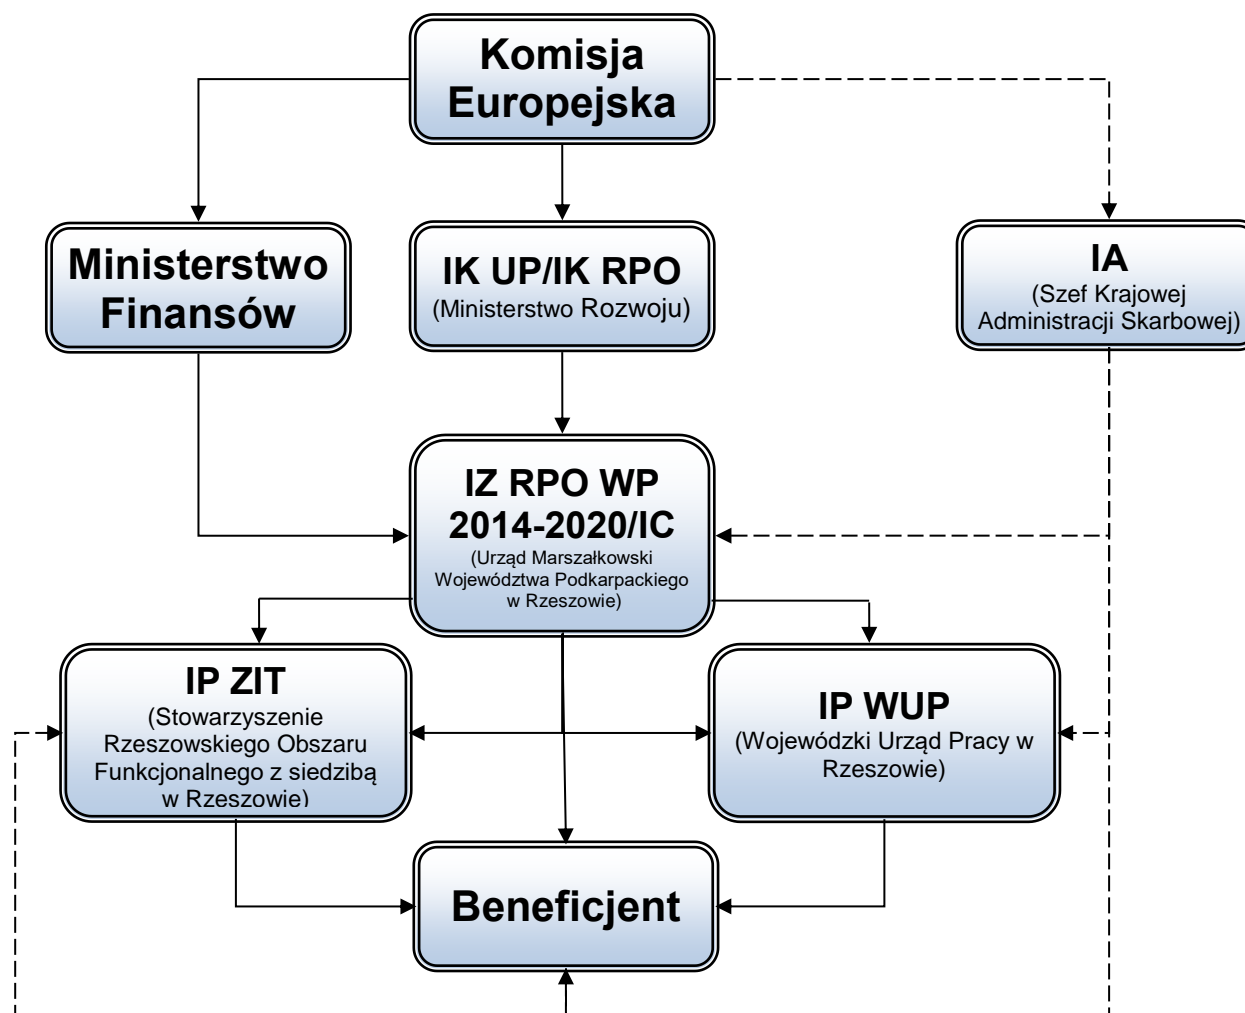 Komisja
Europejska
Ministerstwo
Finansów
IK UP/IK RPO
(Ministerstwo Rozwoju)
IA
(Szef Krajowej
Administracji Skarbowej)
IZ RPO WP
2014-2020/IC
(Urząd Marszałkowski
Województwa Podkarpackiego
w Rzeszowie)
IP ZIT
(Stowarzyszenie
Rzeszowskiego Obszaru
Funkcjonalnego z siedzibą
w Rzeszowie)
IP WUP
(Wojewódzki Urząd Pracy w
Rzeszowie)
Beneficjent